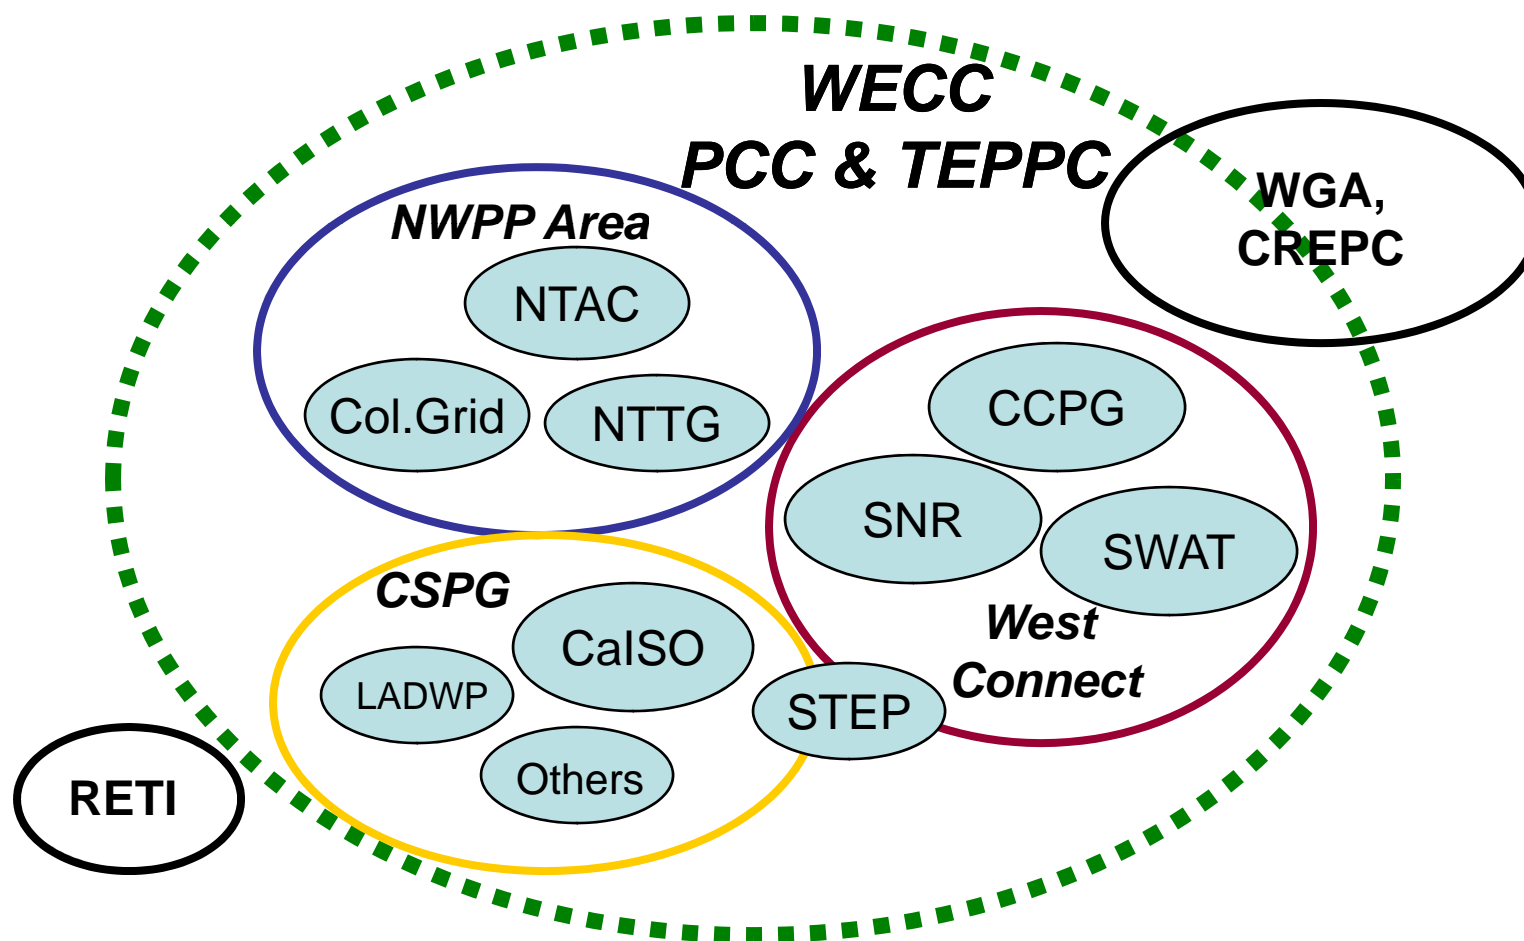 WECC
PCC & TEPPC
WGA,
CREPC
NWPP Area
NTAC
Col.Grid
NTTG
CCPG
SNR
SWAT
West
Connect
CSPG
CaISO
LADWP
STEP
Others
RETI